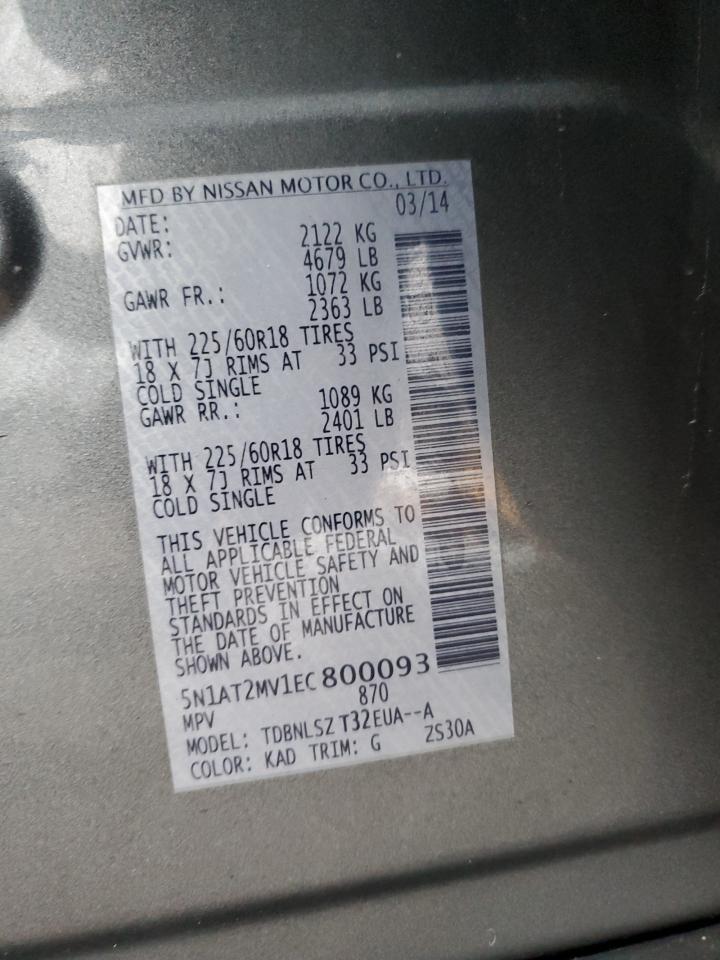 MFD BY NISSAN MOTOR CO., LTD.
DATE: 03/14
GVWR: 2122 KG
4679 LB
GAWR FR.: 1072 KG
2363 LB
WITH 225/60R18 TIRES
18 X 7J RIMS AT 33 PSI
COLD SINGLE
GAWR RR.: 1089 KG
2401 LB
WITH 225/60R18 TIRES
18 X 7J RIMS AT 33 PSI
COLD SINGLE
THIS VEHICLE CONFORMS TO
ALL APPLICABLE FEDERAL
MOTOR VEHICLE SAFETY AND
THEFT PREVENTION
STANDARDS IN EFFECT ON
THE DATE OF MANUFACTURE
SHOWN ABOVE.
5N1AT2MV1EC800093
MPV 870
MODEL: TDBNLSZ T32EUA--A
COLOR: KAD TRIM: G ZS30A